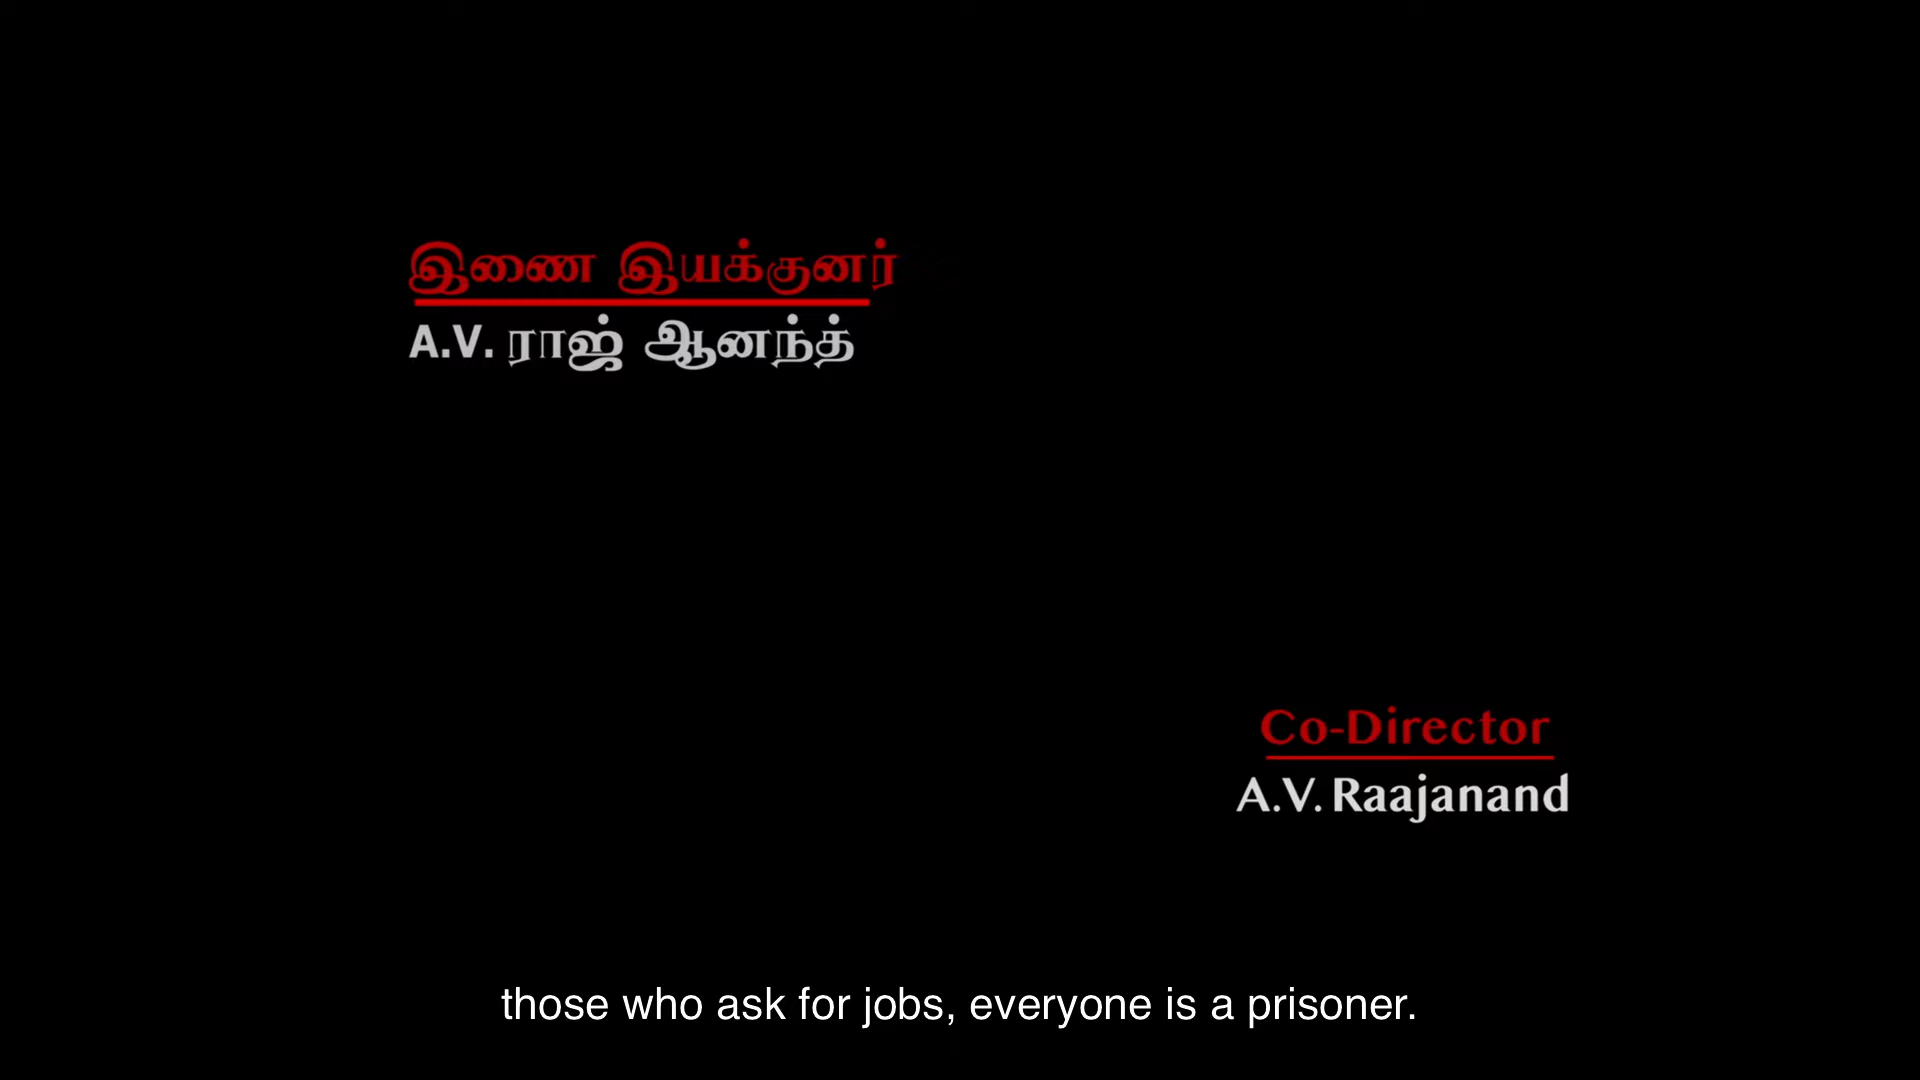 இணை இயக்குனர்
A.V. ராஜ் ஆனந்த்
Co-Director
A.V. Raajanand
those who ask for jobs, everyone is a prisoner.